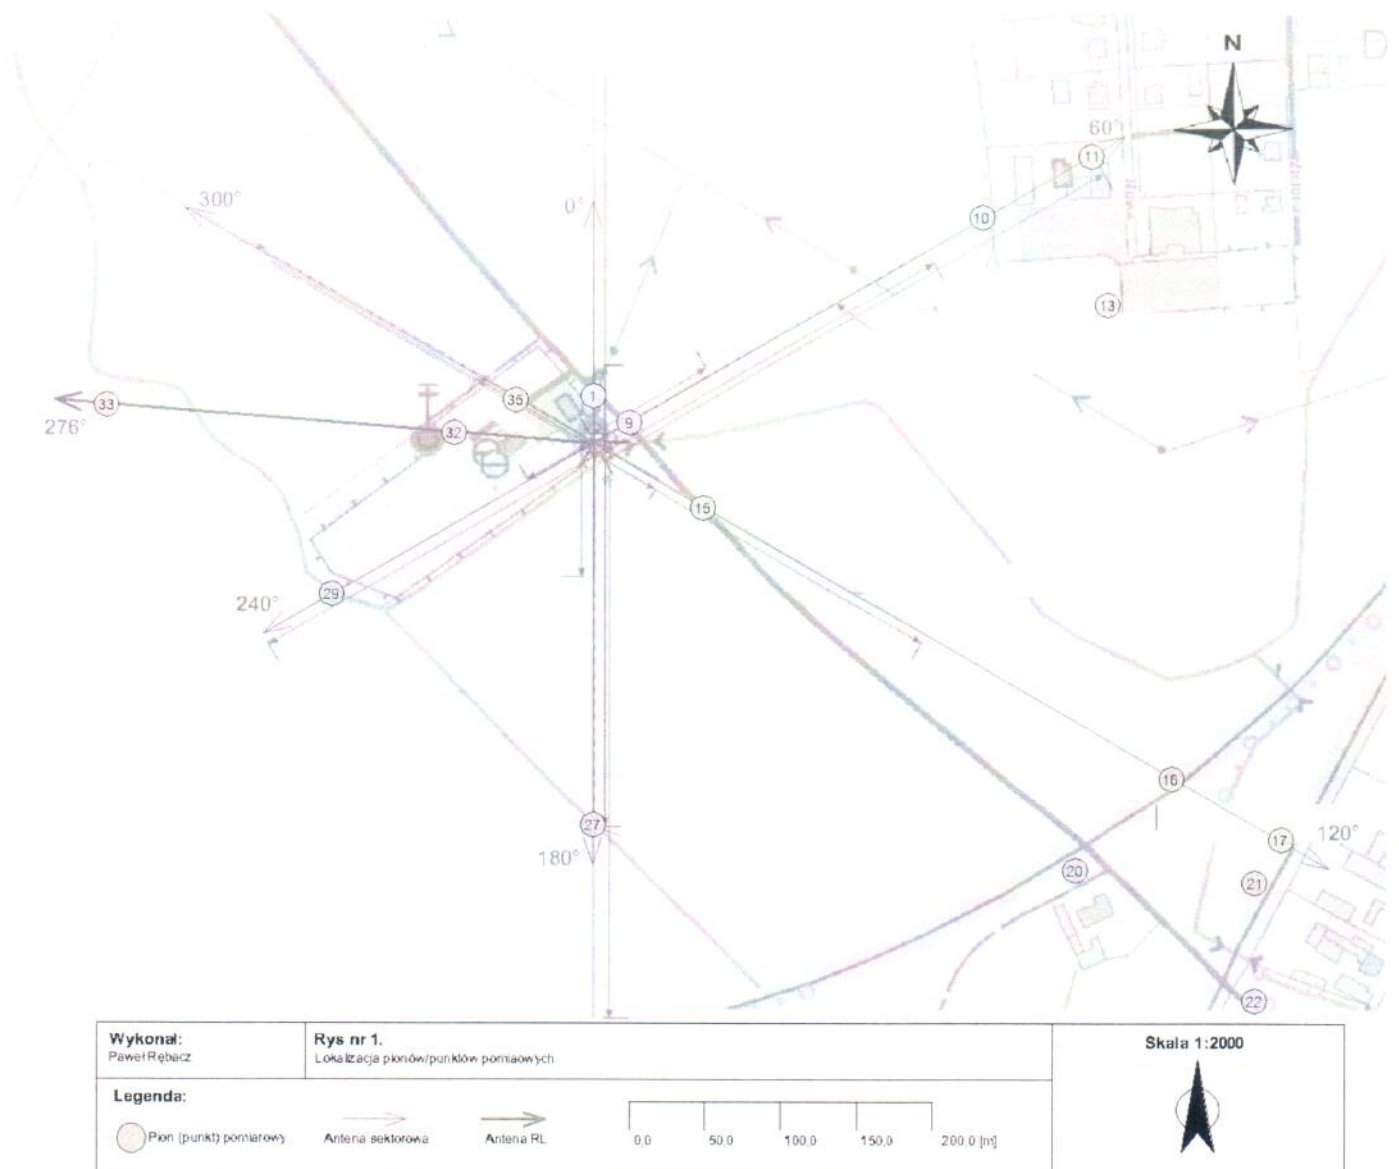 D
N
60°
11
300°
0°
10
13
33
35
1
276°
32
9
15
29
240°
16
27
180°
17
120°
20
21
22
Wykonał:
Paweł Rębacz
Rys nr 1.
Lokalizacja pionów/punktów pomiaowych
Skala 1:2000
Legenda:
Pion (punkt) pomiarowy
Antena sektorowa
Antena RL
0,0
50,0
100,0
150,0
200,0 [m]